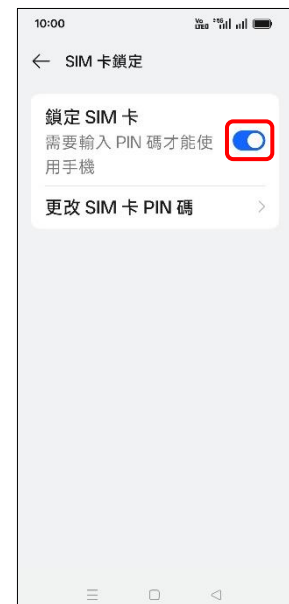 10:00
SIM 卡鎖定
鎖定 SIM 卡
需要輸入 PIN 碼才能使
用手機
更改 SIM 卡 PIN 碼